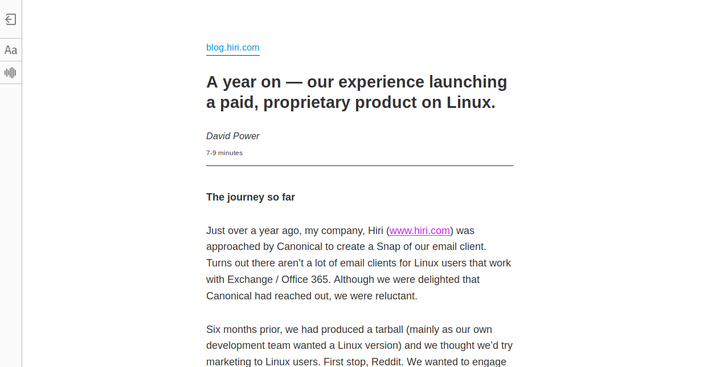 blog.hiri.com
A year on — our experience launching
a paid, proprietary product on Linux.
David Power
7-9 minutes
The journey so far
Just over a year ago, my company, Hiri (www.hiri.com) was
approached by Canonical to create a Snap of our email client.
Turns out there aren’t a lot of email clients for Linux users that work
with Exchange / Office 365. Although we were delighted that
Canonical had reached out, we were reluctant.
Six months prior, we had produced a tarball (mainly as our own
development team wanted a Linux version) and we thought we’d try
marketing to Linux users. First stop, Reddit. We wanted to engage
Aa